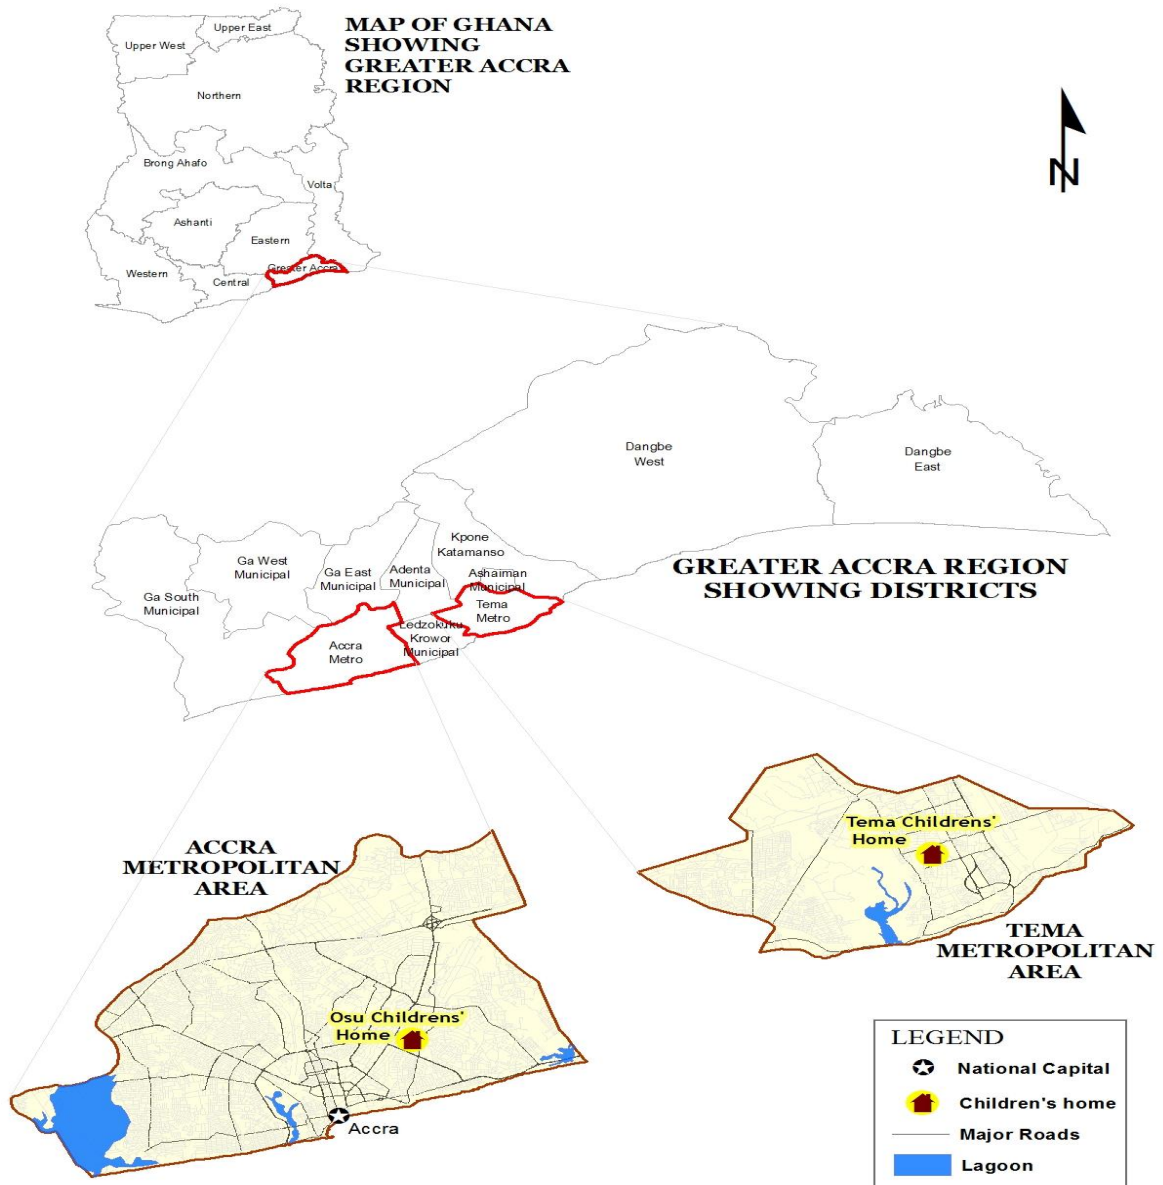 MAP OF GHANA
SHOWING
GREATER ACCRA
REGION
Upper East
Upper West
Northern
Brong Ahafo
Volta
Ashanti
Eastern
Western
Central
Greater Accra
N
Dangbe
West
Dangbe
East
Kpone
Katamanso
Ga West
Municipal
Ga East
Municipal
Adenta
Municipal
Ashaiman
Municipal
Ga South
Municipal
Tema
Metro
Ledzokuku
Krowor
Municipal
Accra
Metro
GREATER ACCRA REGION
SHOWING DISTRICTS
ACCRA
METROPOLITAN
AREA
Osu Childrens'
Home
Accra
Tema Childrens'
Home
TEMA
METROPOLITAN
AREA
LEGEND
National Capital
Children's home
Major Roads
Lagoon